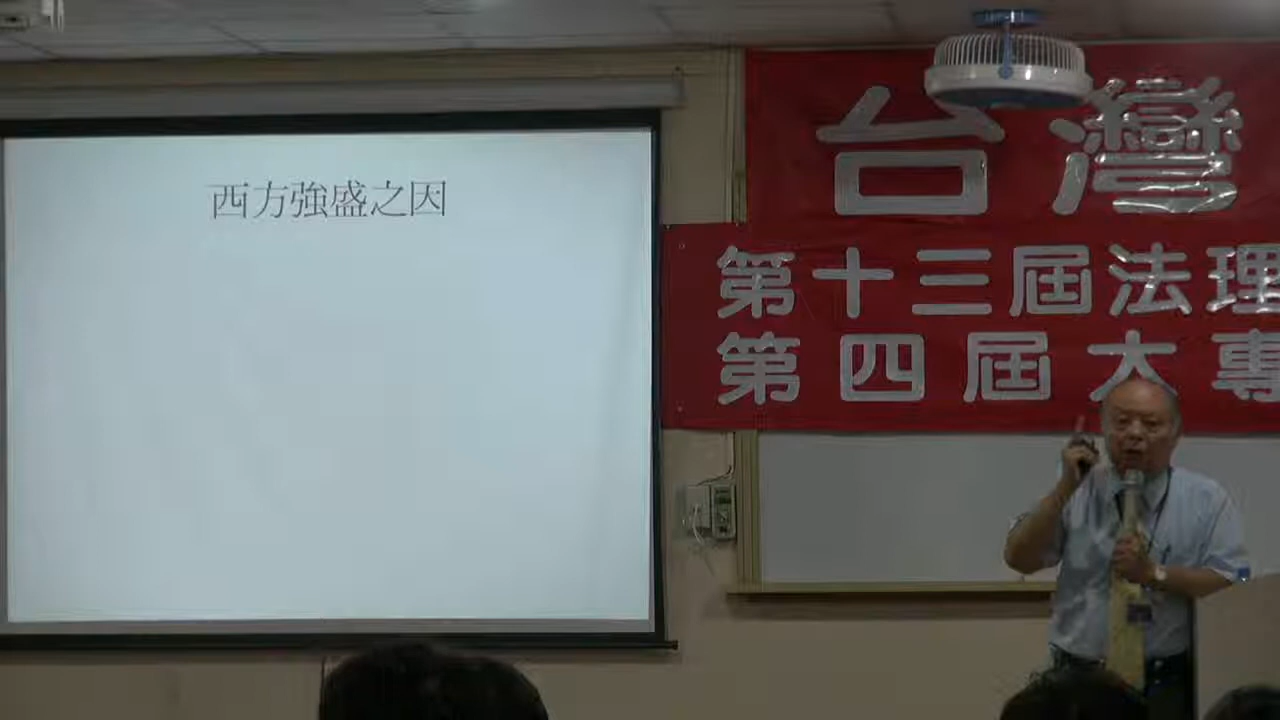 西方強盛之因
台灣
第十三屆法理
第四屆大專